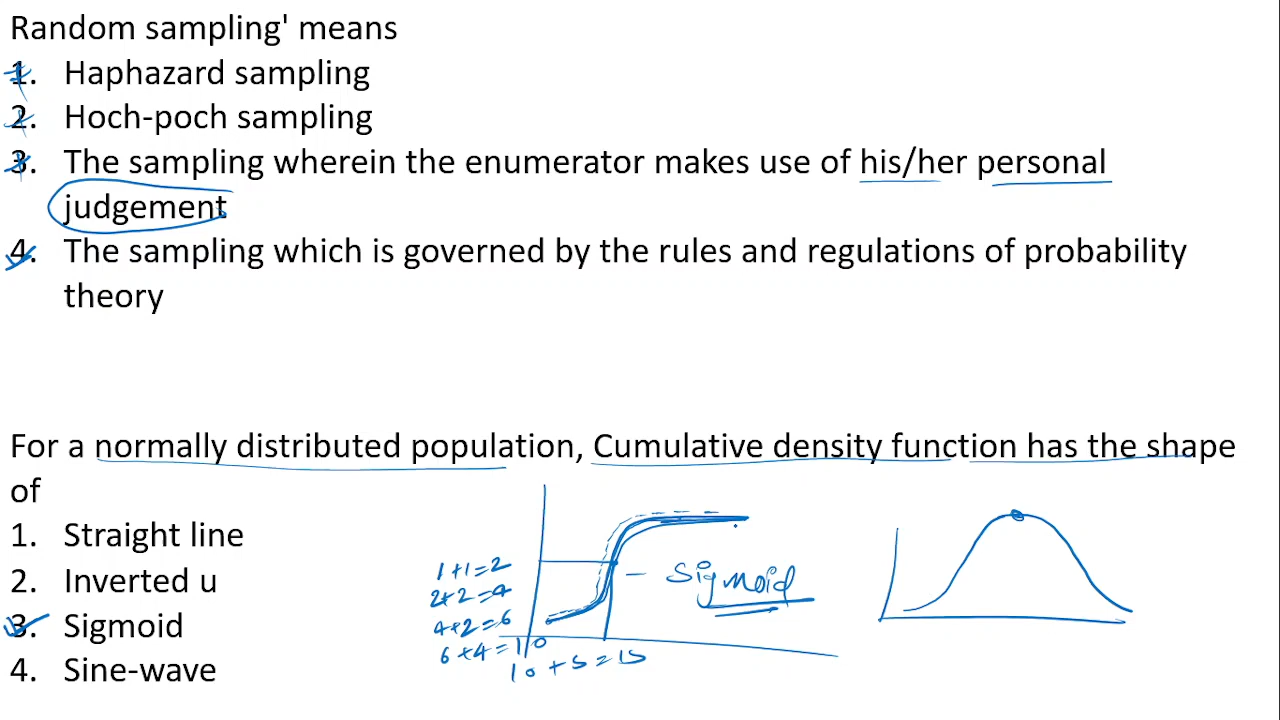 Random sampling' means
1. Haphazard sampling
2. Hoch-poch sampling
3. The sampling wherein the enumerator makes use of his/her personal
judgement
4. The sampling which is governed by the rules and regulations of probability
theory
For a normally distributed population, Cumulative density function has the shape
of
1. Straight line
2. Inverted u
3. Sigmoid
4. Sine-wave
1+1=2
2+2=4
4+2=6
6+4=10
10+5=15
- Sigmoid